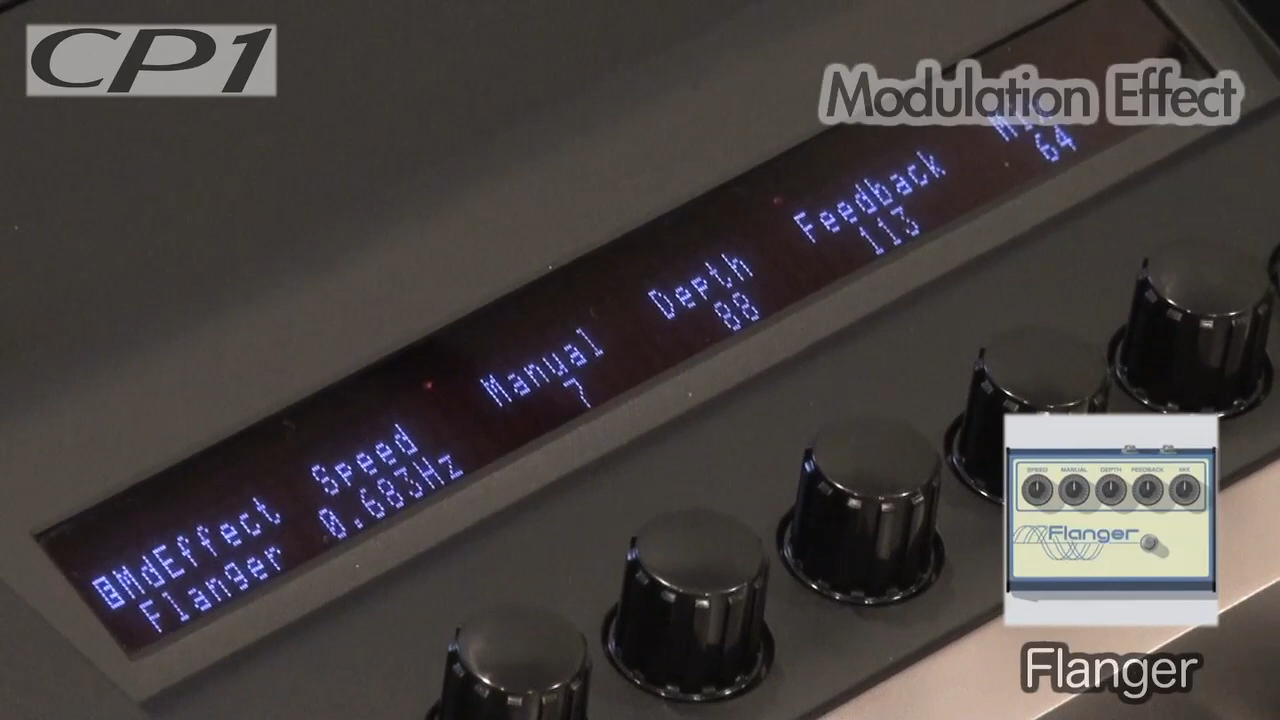 CP1
Modulation Effect
MdEffect Speed Manual Depth Feedback Mix
Flanger 0.683Hz 7 88 113 64
SPEED MANUAL DEPTH FEEDBACK MIX
Flanger
Flanger